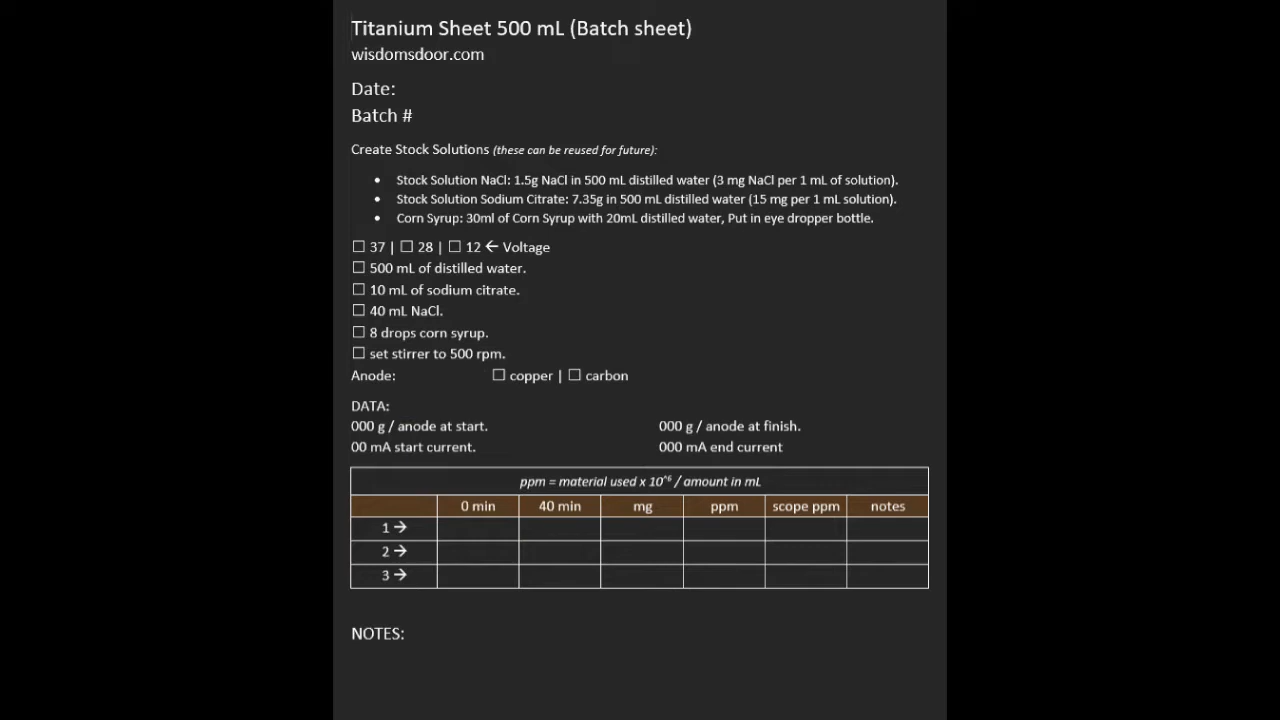 Titanium Sheet 500 mL (Batch sheet)
wisdomsdoor.com
Date:
Batch #
Create Stock Solutions (these can be reused for future):
• Stock Solution NaCl: 1.5g NaCl in 500 mL distilled water (3 mg NaCl per 1 mL of solution).
• Stock Solution Sodium Citrate: 7.35g in 500 mL distilled water (15 mg per 1 mL solution).
• Corn Syrup: 30ml of Corn Syrup with 20mL distilled water, Put in eye dropper bottle.
☐ 37 | ☐ 28 | ☐ 12 ← Voltage
☐ 500 mL of distilled water.
☐ 10 mL of sodium citrate.
☐ 40 mL NaCl.
☐ 8 drops corn syrup.
☐ set stirrer to 500 rpm.
Anode: ☐ copper | ☐ carbon
DATA:
000 g / anode at start. 000 g / anode at finish.
00 mA start current. 000 mA end current
ppm = material used x 10^6 / amount in mL
0 min 40 min mg ppm scope ppm notes
1 →
2 →
3 →
NOTES: